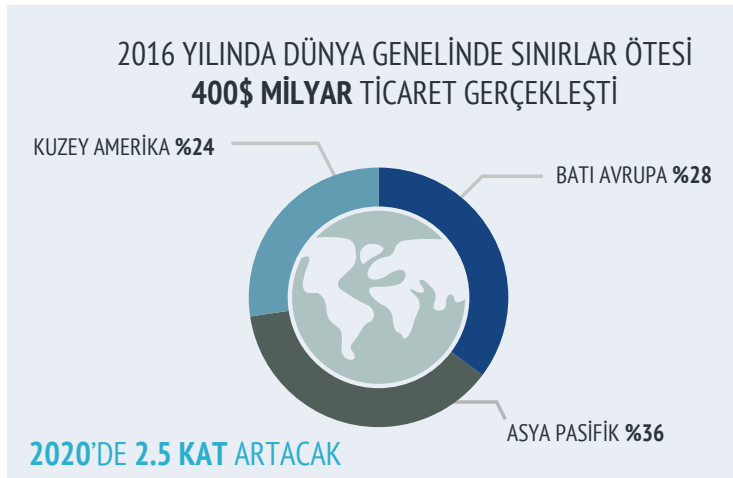 2016 YILINDA DÜNYA GENELİNDE SINIRLAR ÖTESİ
400$ MİLYAR TİCARET GERÇEKLEŞTİ
KUZEY AMERİKA %24
BATI AVRUPA %28
ASYA PASİFİK %36
2020'DE 2.5 KAT ARTACAK